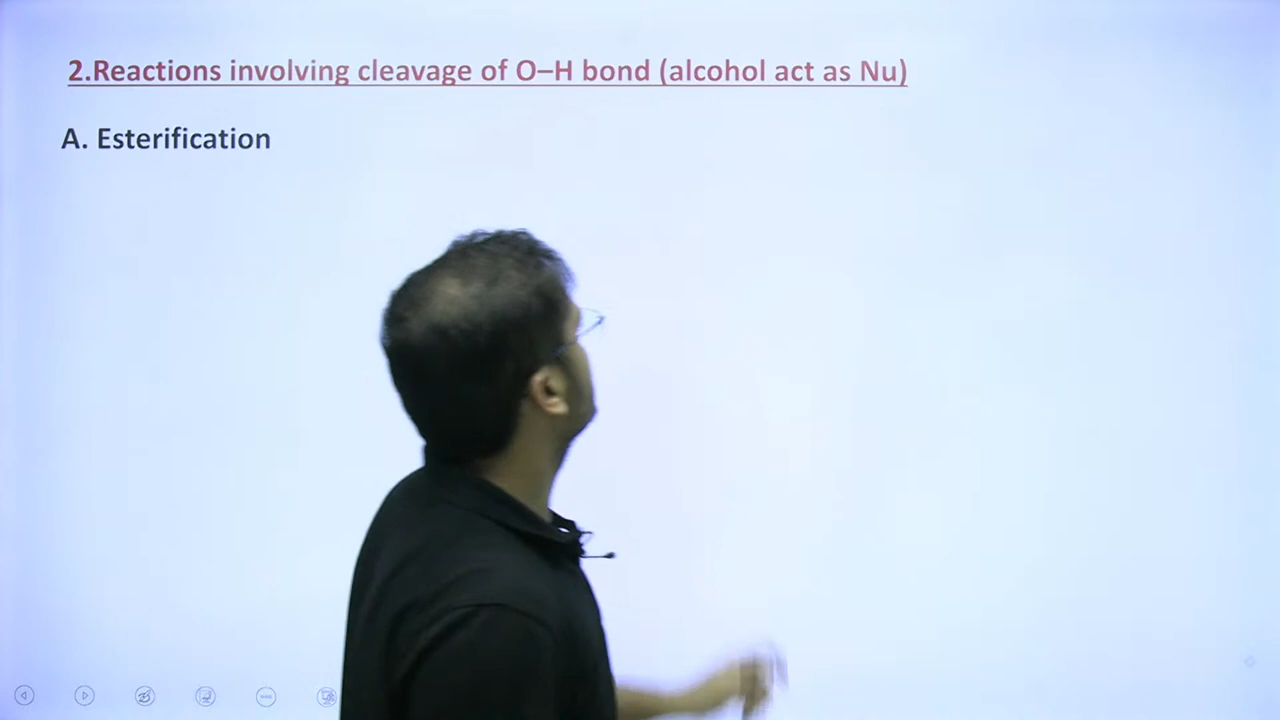 2.Reactions involving cleavage of O–H bond (alcohol act as Nu)
A. Esterification